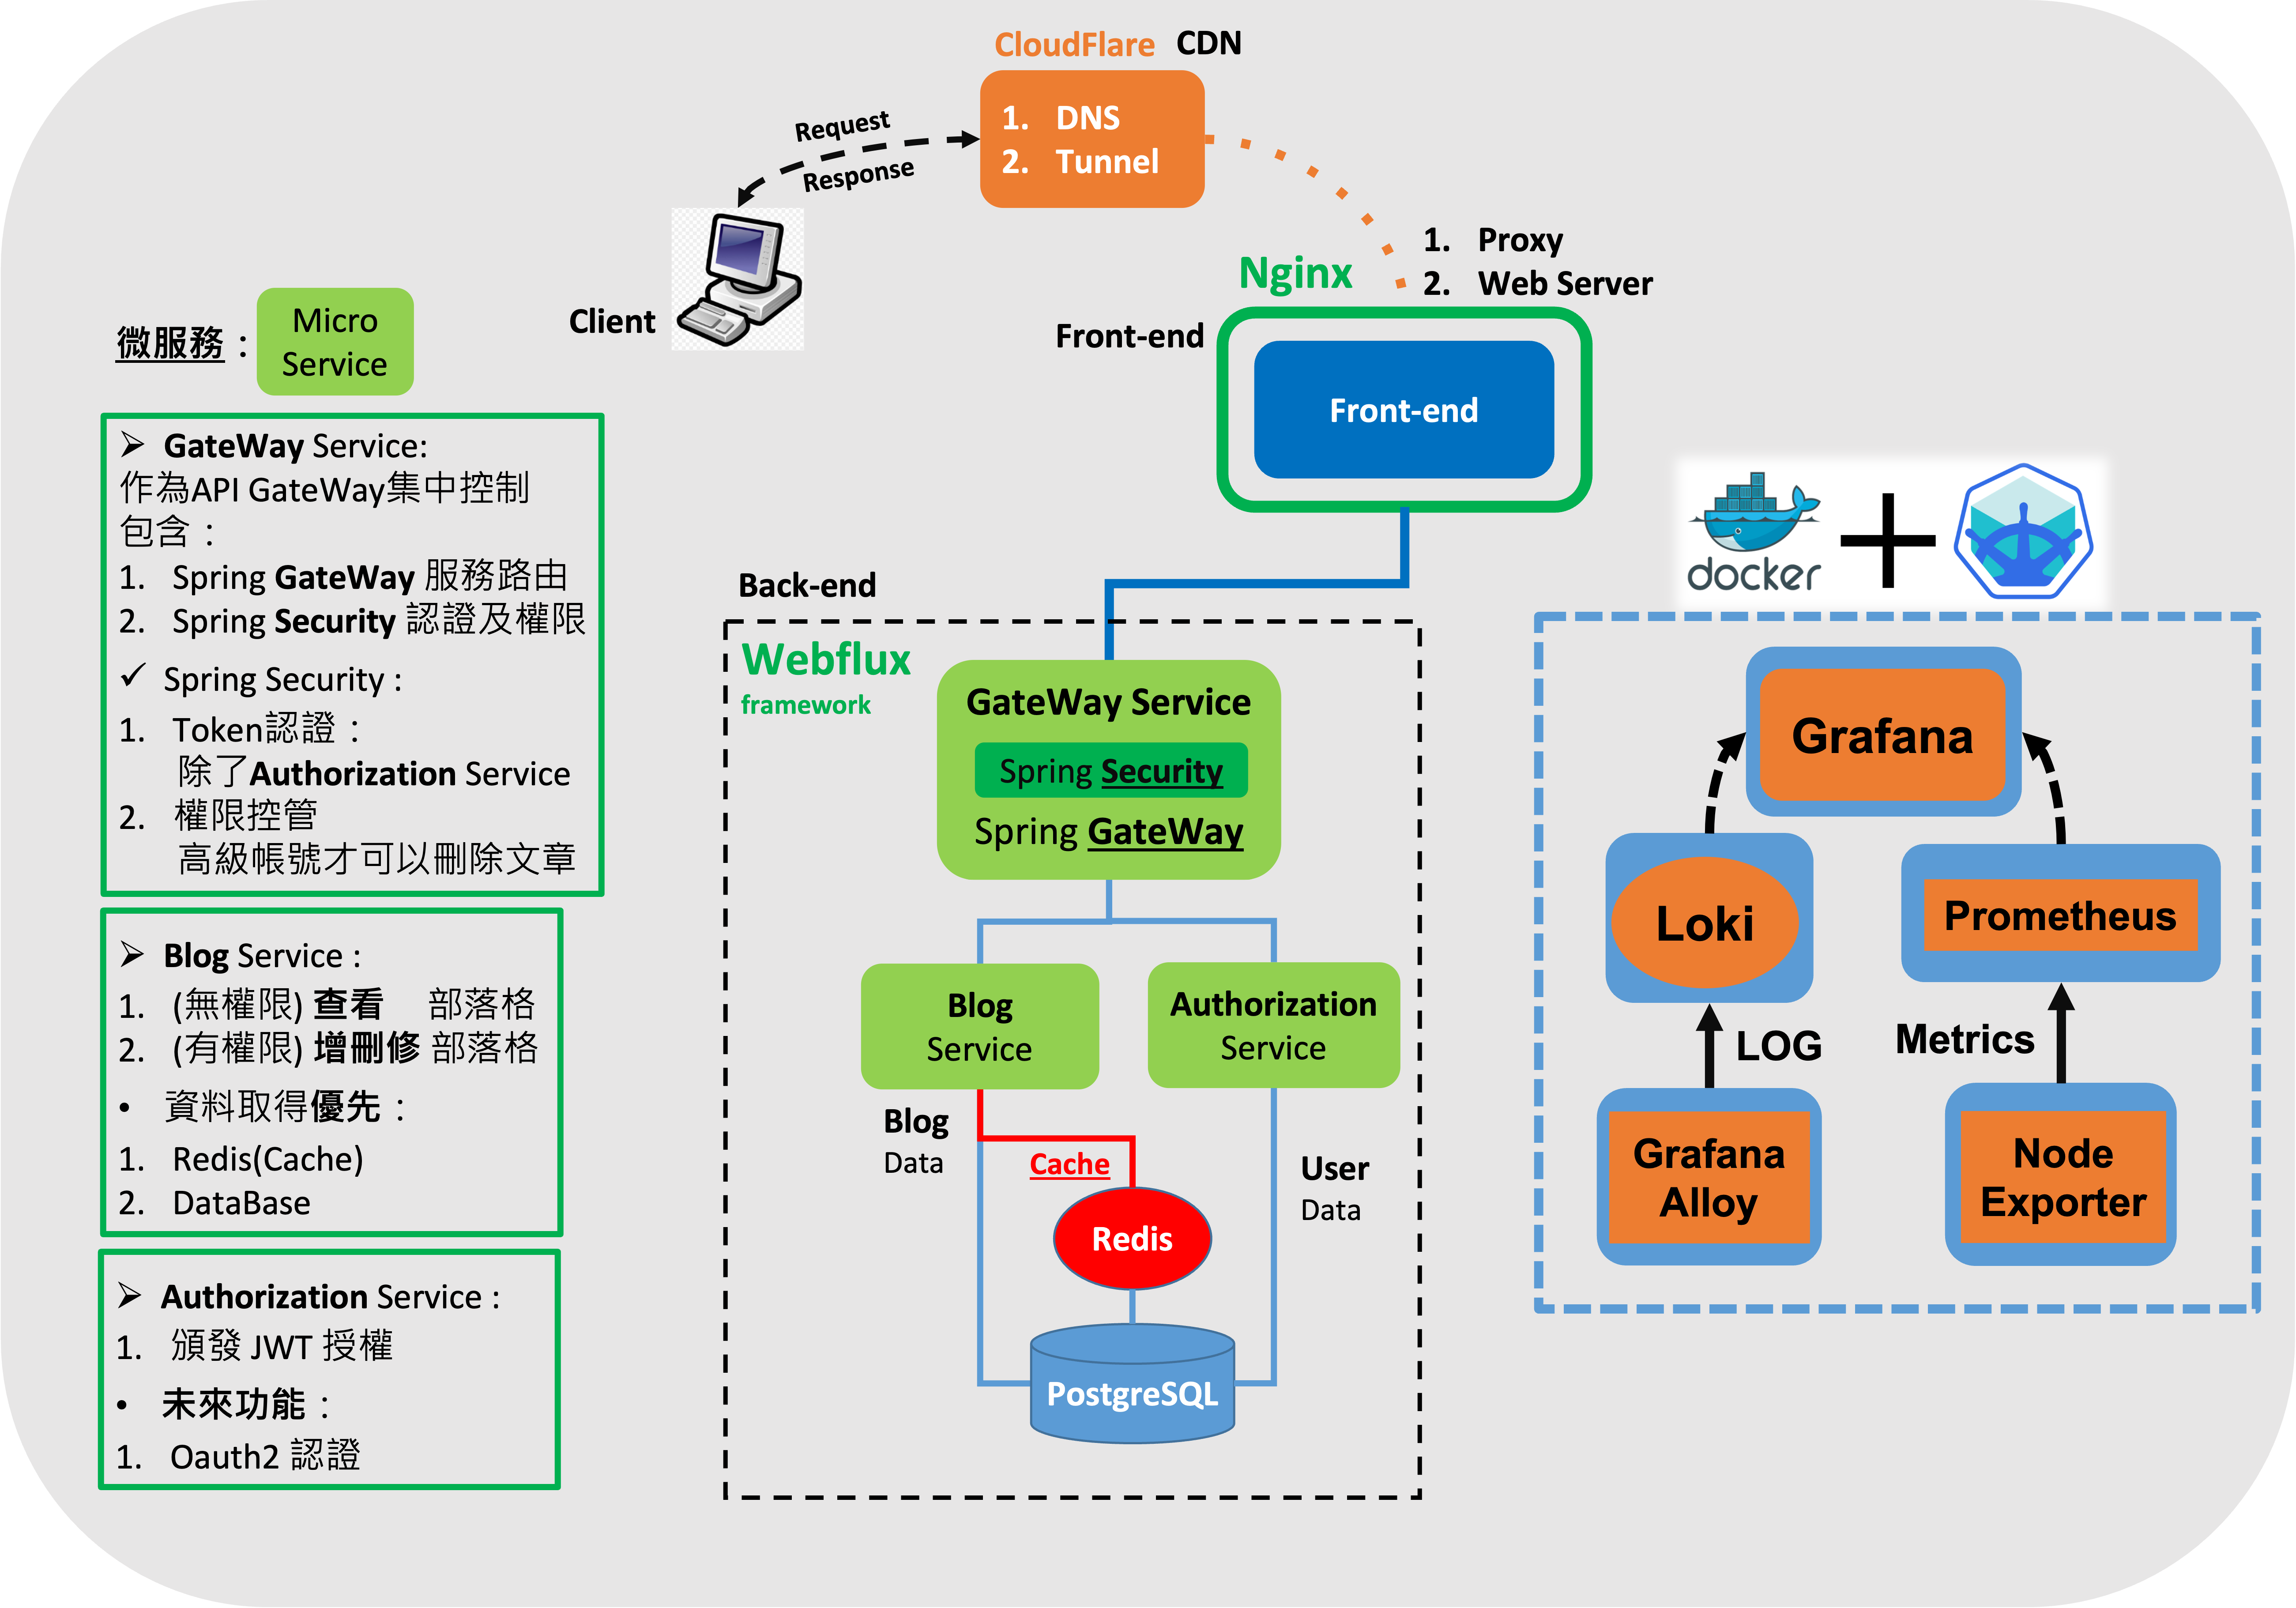 CloudFlare CDN
1. DNS
2. Tunnel
Request
Response
Client
1. Proxy
2. Web Server
Nginx
Front-end
Front-end
微服務：
Micro
Service
➢ GateWay Service:
作為API GateWay集中控制
包含：
1. Spring GateWay 服務路由
2. Spring Security 認證及權限
✓ Spring Security :
1. Token認證：
除了Authorization Service
2. 權限控管
高級帳號才可以刪除文章
➢ Blog Service :
1. (無權限) 查看 部落格
2. (有權限) 增刪修 部落格
• 資料取得優先：
1. Redis(Cache)
2. DataBase
➢ Authorization Service :
1. 頒發 JWT 授權
• 未來功能：
1. Oauth2 認證
Back-end
Webflux
framework
GateWay Service
Spring Security
Spring GateWay
Blog
Service
Authorization
Service
Blog
Data
Cache
User
Data
Redis
PostgreSQL
docker
Grafana
Loki
Prometheus
LOG
Metrics
Grafana
Alloy
Node
Exporter